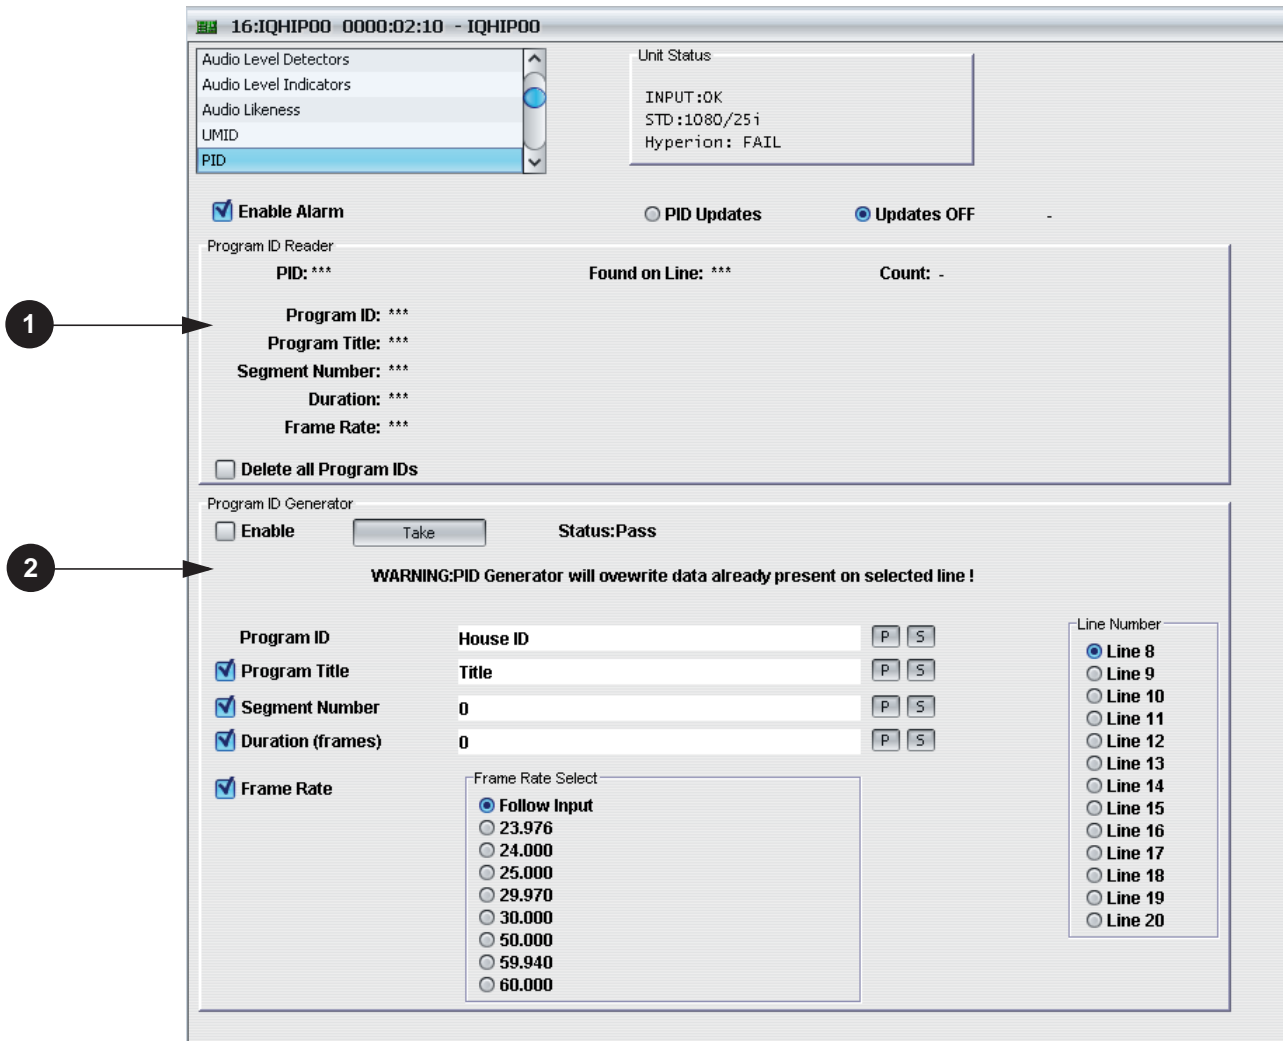 16:IQHIP00 0000:02:10 - IQHIP00
Audio Level Detectors
Audio Level Indicators
Audio Likeness
UMID
PID
Unit Status
INPUT:OK
STD:1080/25i
Hyperion: FAIL
Enable Alarm
PID Updates
Updates OFF
-
Program ID Reader
PID: ***
Found on Line: ***
Count: -
1
Program ID: ***
Program Title: ***
Segment Number: ***
Duration: ***
Frame Rate: ***
Delete all Program IDs
Program ID Generator
Enable
Take
Status:Pass
2
WARNING:PID Generator will ovewrite data already present on selected line !
Program ID
House ID
P
S
Program Title
Title
P
S
Segment Number
0
P
S
Duration (frames)
0
P
S
Frame Rate
Frame Rate Select
Follow Input
23.976
24.000
25.000
29.970
30.000
50.000
59.940
60.000
Line Number
Line 8
Line 9
Line 10
Line 11
Line 12
Line 13
Line 14
Line 15
Line 16
Line 17
Line 18
Line 19
Line 20